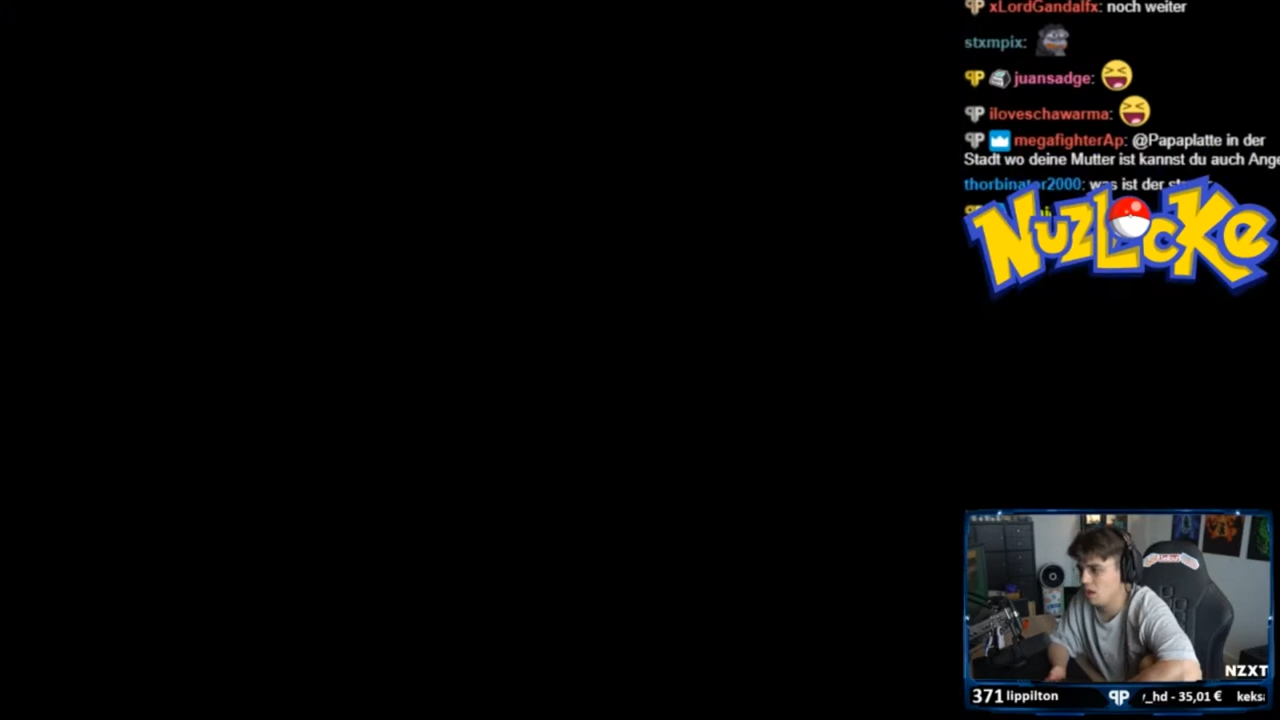 xLordGandalfx: noch weiter
stxmpix:
juansadge:
iloveschawarma:
megafighterAp: @Papaplatte in der
Stadt wo deine Mutter ist kannst du auch Ange
thorbinator2000: was ist der
NUZLOCKE
NZXT
371 lippilton
PP
_hd - 35,01 €
keks